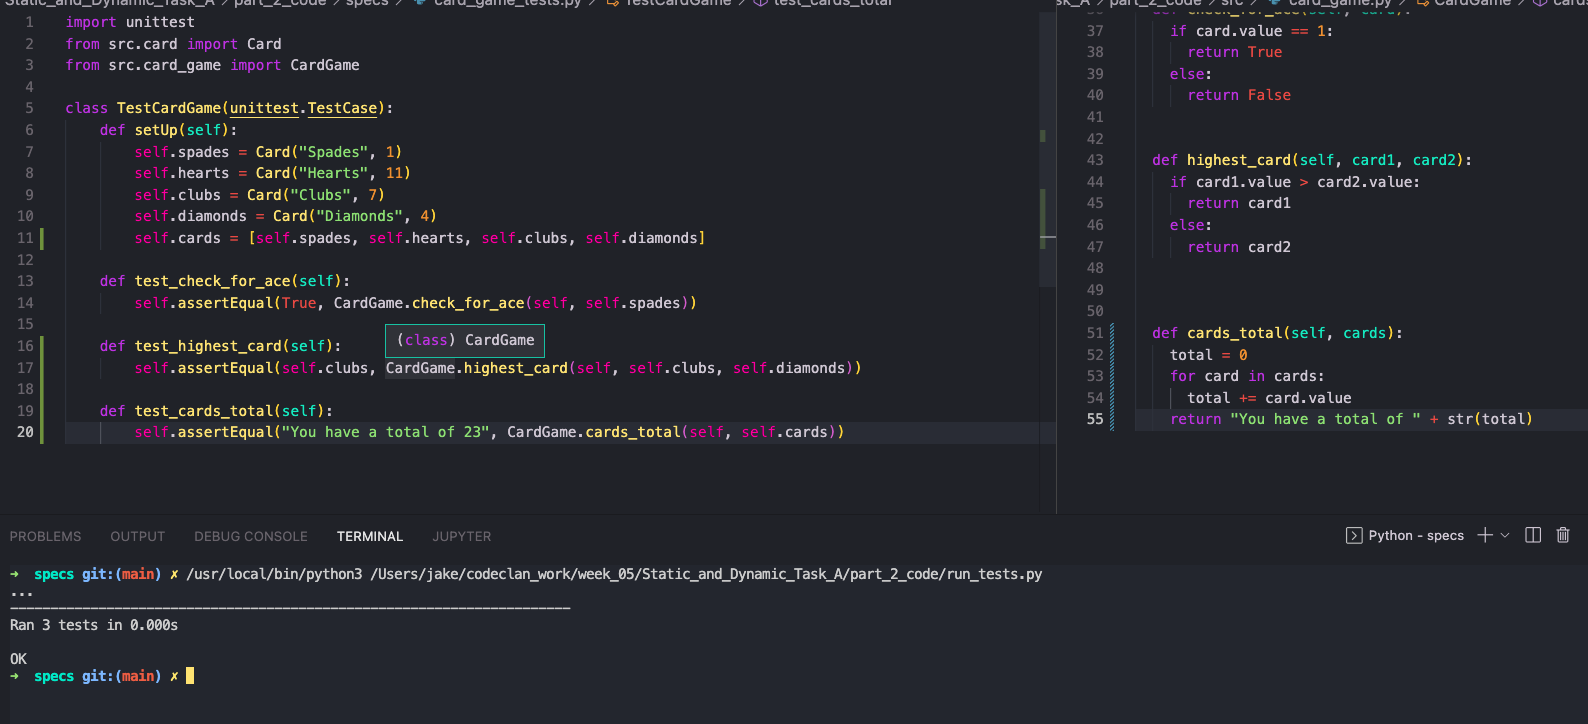 Static_and_Dynamic_Task_A > part_2_code > specs > card_game_tests.py > TestCardGame > test_cards_total
1 import unittest
2 from src.card import Card
3 from src.card_game import CardGame
4
5 class TestCardGame(unittest.TestCase):
6 def setUp(self):
7 self.spades = Card("Spades", 1)
8 self.hearts = Card("Hearts", 11)
9 self.clubs = Card("Clubs", 7)
10 self.diamonds = Card("Diamonds", 4)
11 self.cards = [self.spades, self.hearts, self.clubs, self.diamonds]
12
13 def test_check_for_ace(self):
14 self.assertEqual(True, CardGame.check_for_ace(self, self.spades))
15
(class) CardGame
16 def test_highest_card(self):
17 self.assertEqual(self.clubs, CardGame.highest_card(self, self.clubs, self.diamonds))
18
19 def test_cards_total(self):
20 self.assertEqual("You have a total of 23", CardGame.cards_total(self, self.cards))
sk_A > part_2_code > src > card_game.py > CardGame > cards
36 def check_for_ace(self, card):
37 if card.value == 1:
38 return True
39 else:
40 return False
41
42
43 def highest_card(self, card1, card2):
44 if card1.value > card2.value:
45 return card1
46 else:
47 return card2
48
49
50
51 def cards_total(self, cards):
52 total = 0
53 for card in cards:
54 total += card.value
55 return "You have a total of " + str(total)
PROBLEMS OUTPUT DEBUG CONSOLE TERMINAL JUPYTER
Python - specs
→ specs git:(main) ✗ /usr/local/bin/python3 /Users/jake/codeclan_work/week_05/Static_and_Dynamic_Task_A/part_2_code/run_tests.py
...
----------------------------------------------------------------------
Ran 3 tests in 0.000s
OK
→ specs git:(main) ✗